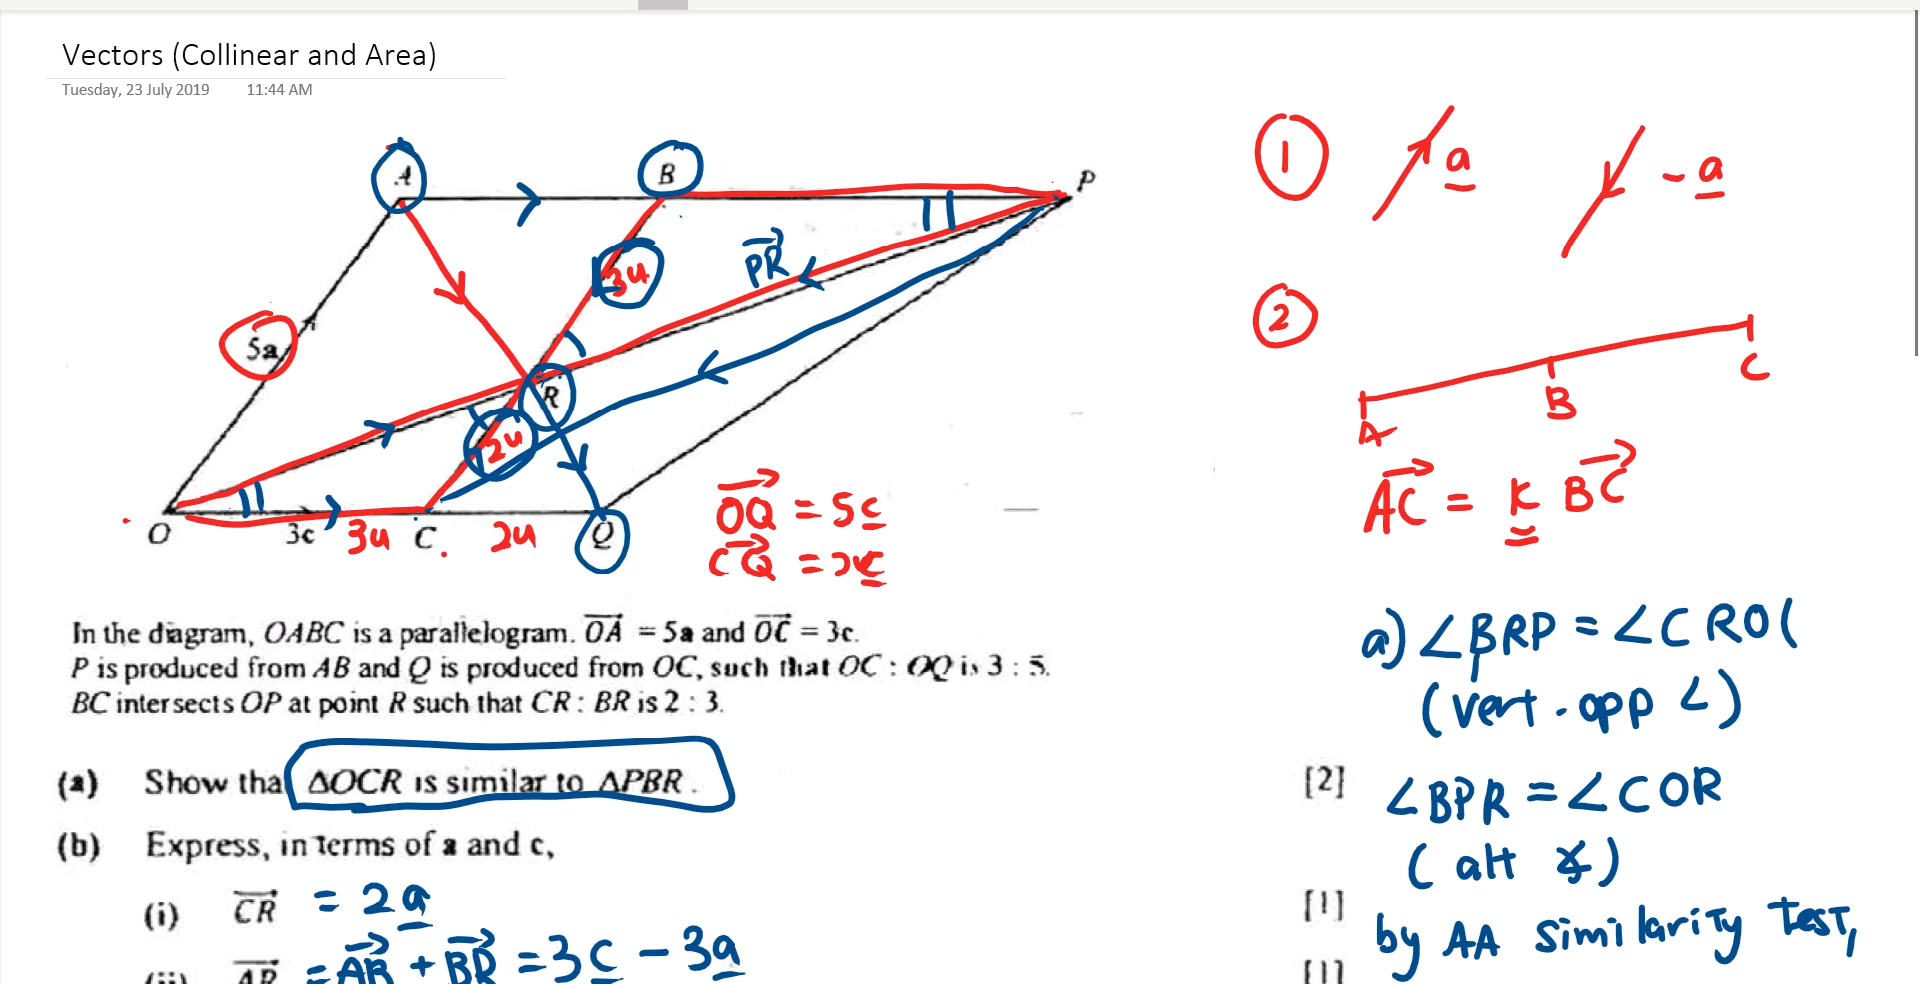 Vectors (Collinear and Area)
Tuesday, 23 July 2019 11:44 AM
A
B
P
① a -a
5a
3u
PR
②
R
2u
A B C
O 3c 3u C 2u Q
OQ = 5c
CQ = 2c
AC = k BC
In the diagram, OABC is a parallelogram. OA = 5a and OC = 3c.
P is produced from AB and Q is produced from OC, such that OC : OQ is 3 : 5.
BC intersects OP at point R such that CR : BR is 2 : 3.
a) ∠BRP = ∠CRO (
(vert. opp ∠)
(a) Show tha ΔOCR is similar to ΔPBR. [2]
∠BPR = ∠COR
(b) Express, in terms of a and c,
(alt ∠)
(i) CR = 2a [1]
by AA similarity test,
(ii) AR = AB + BR = 3c - 3a [1]